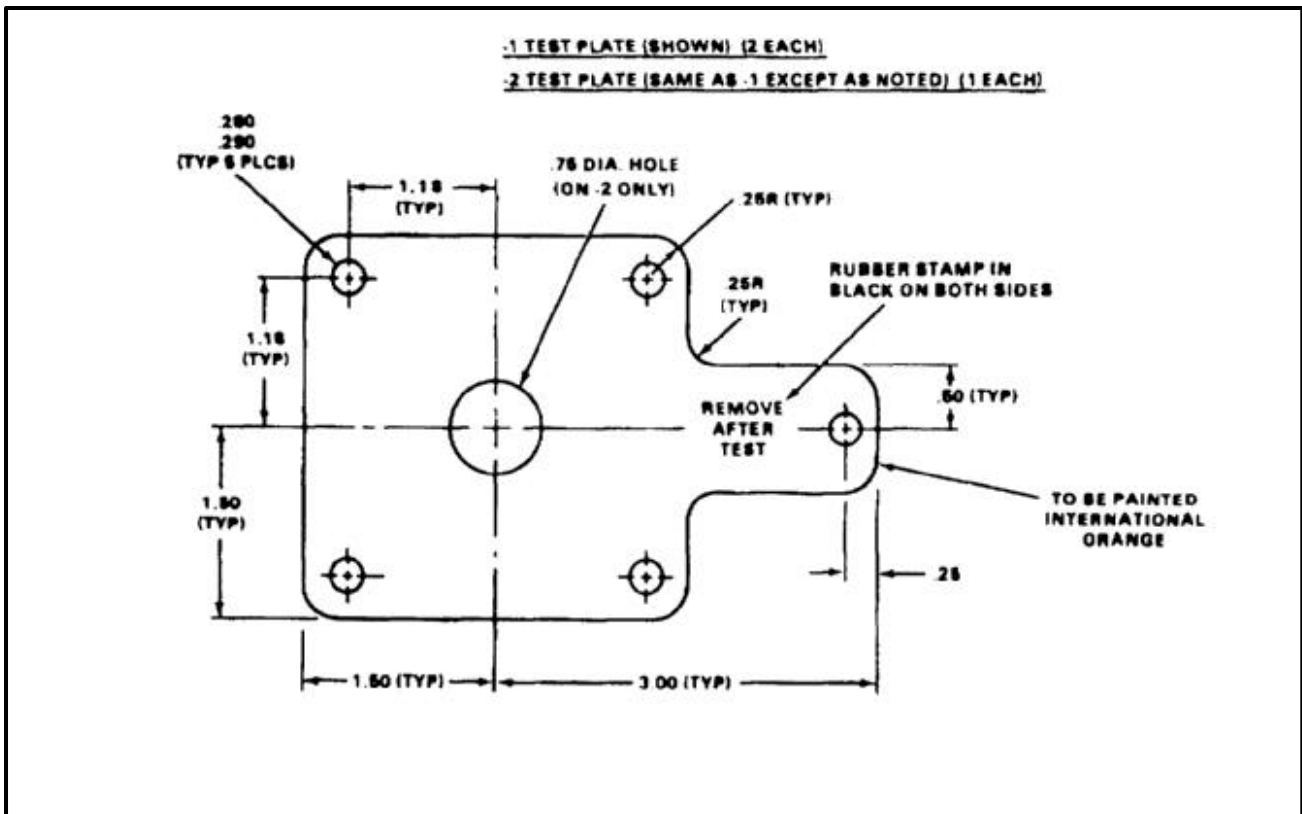 -1 TEST PLATE (SHOWN) (2 EACH)
-2 TEST PLATE (SAME AS -1 EXCEPT AS NOTED) (1 EACH)
.280
.290
(TYP 5 PLCS)
1.18
(TYP)
.75 DIA. HOLE
(ON -2 ONLY)
.25R (TYP)
.25R
(TYP)
RUBBER STAMP IN
BLACK ON BOTH SIDES
1.18
(TYP)
.50 (TYP)
REMOVE
AFTER
TEST
1.50
(TYP)
TO BE PAINTED
INTERNATIONAL
ORANGE
.25
1.50 (TYP)
3.00 (TYP)